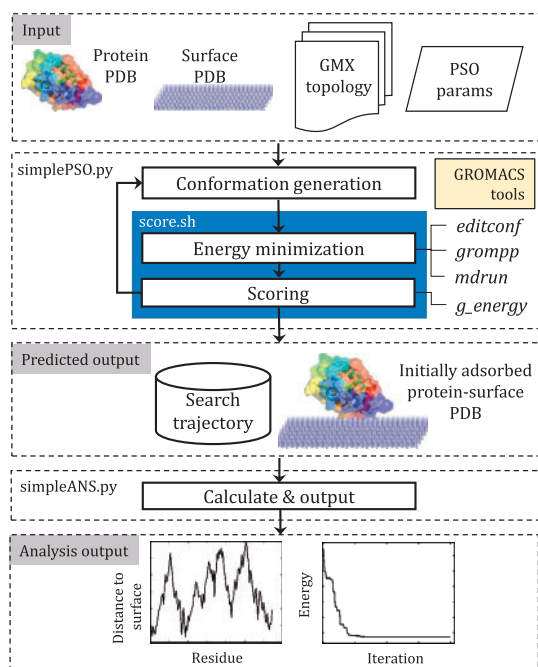 Input
Protein
PDB
Surface
PDB
GMX
topology
PSO
params
simplePSO.py
Conformation generation
GROMACS
tools
score.sh
Energy minimization
editconf
grompp
mdrun
Scoring
g_energy
Predicted output
Search
trajectory
Initially adsorbed
protein-surface
PDB
simpleANS.py
Calculate & output
Analysis output
Distance to
surface
Residue
Energy
Iteration